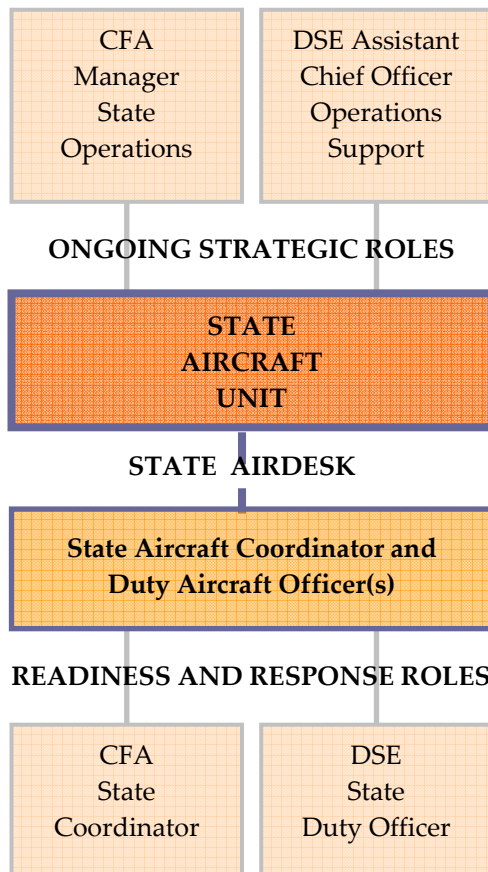 CFA
Manager
State
Operations
DSE Assistant
Chief Officer
Operations
Support
ONGOING STRATEGIC ROLES
STATE
AIRCRAFT
UNIT
STATE AIRDESK
State Aircraft Coordinator and
Duty Aircraft Officer(s)
READINESS AND RESPONSE ROLES
CFA
State
Coordinator
DSE
State
Duty Officer